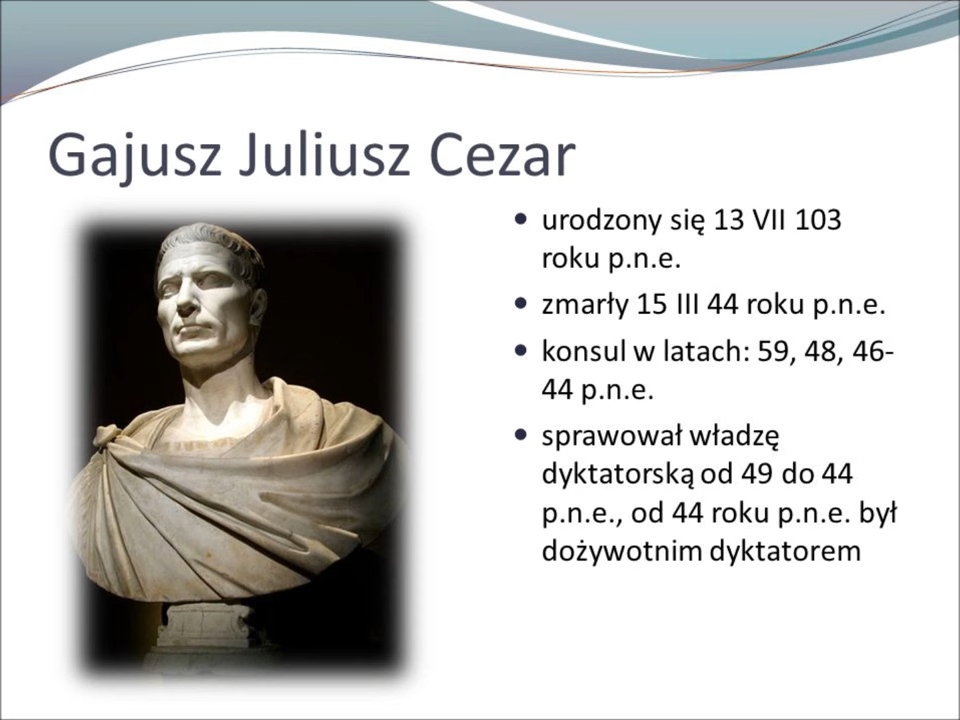 Gajusz Juliusz Cezar
• urodzony się 13 VII 103
roku p.n.e.
• zmarły 15 III 44 roku p.n.e.
• konsul w latach: 59, 48, 46-
44 p.n.e.
• sprawował władzę
dyktatorską od 49 do 44
p.n.e., od 44 roku p.n.e. był
dożywotnim dyktatorem